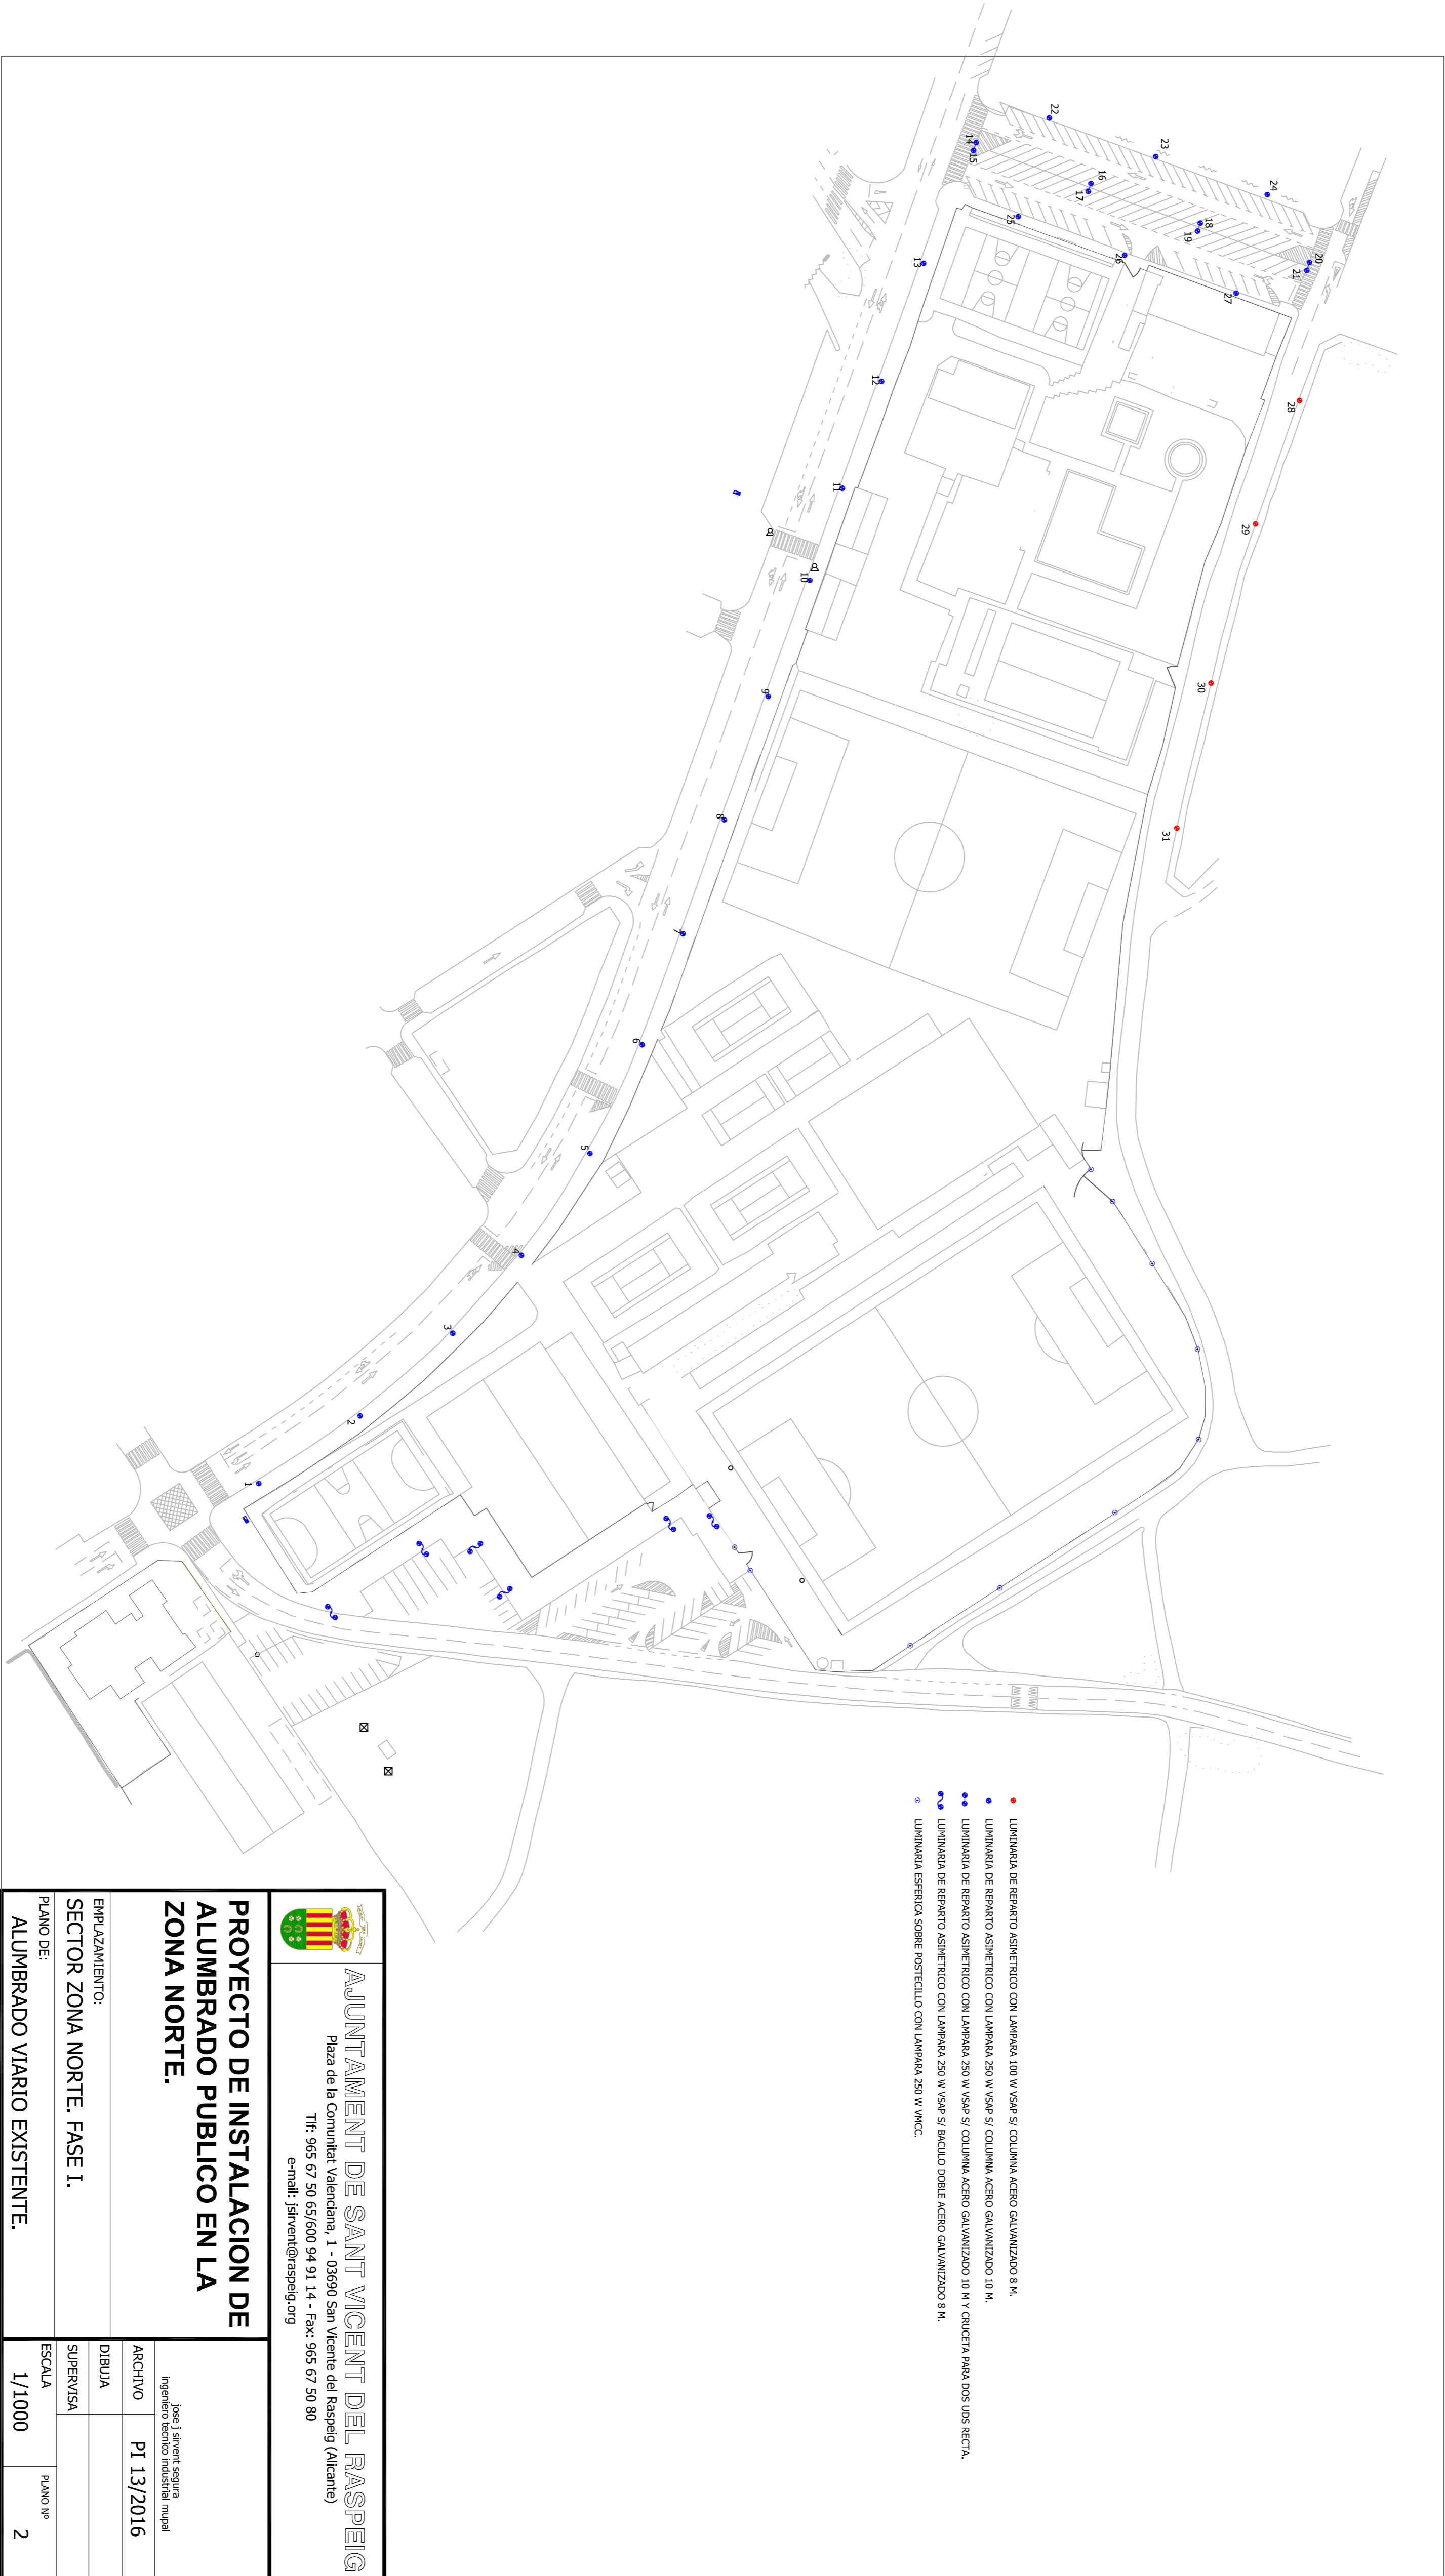 22
23
24
14
15
16
17
18
19
20
21
25
26
27
28
29
30
31
13
12
11
10
9
8
7
6
5
4
3
2
1
LUMINARIA DE REPARTO ASIMETRICO CON LAMPARA 100 W VSAP S/ COLUMNA ACERO GALVANIZADO 8 M.
LUMINARIA DE REPARTO ASIMETRICO CON LAMPARA 250 W VSAP S/ COLUMNA ACERO GALVANIZADO 10 M.
LUMINARIA DE REPARTO ASIMETRICO CON LAMPARA 250 W VSAP S/ COLUMNA ACERO GALVANIZADO 10 M Y CRUCETA PARA DOS UDS RECTA.
LUMINARIA DE REPARTO ASIMETRICO CON LAMPARA 250 W VSAP S/ BACULO DOBLE ACERO GALVANIZADO 8 M.
LUMINARIA ESFERICA SOBRE POSTECILLO CON LAMPARA 250 W VMCC.
AJUNTAMENT DE SANT VICENT DEL RASPEIG
Plaza de la Comunitat Valenciana, 1 - 03690 San Vicente del Raspeig (Alicante)
Tlf: 965 67 50 65/600 94 91 14 - Fax: 965 67 50 80
e-mail: jsirvent@raspeig.org
PROYECTO DE INSTALACION DE
ALUMBRADO PUBLICO EN LA
ZONA NORTE.
EMPLAZAMIENTO:
SECTOR ZONA NORTE. FASE I.
PLANO DE:
ALUMBRADO VIARIO EXISTENTE.
jose j sirvent segura
ingeniero tecnico industrial mupal
ARCHIVO
PI 13/2016
DIBUJA
SUPERVISA
ESCALA
1/1000
PLANO Nº
2